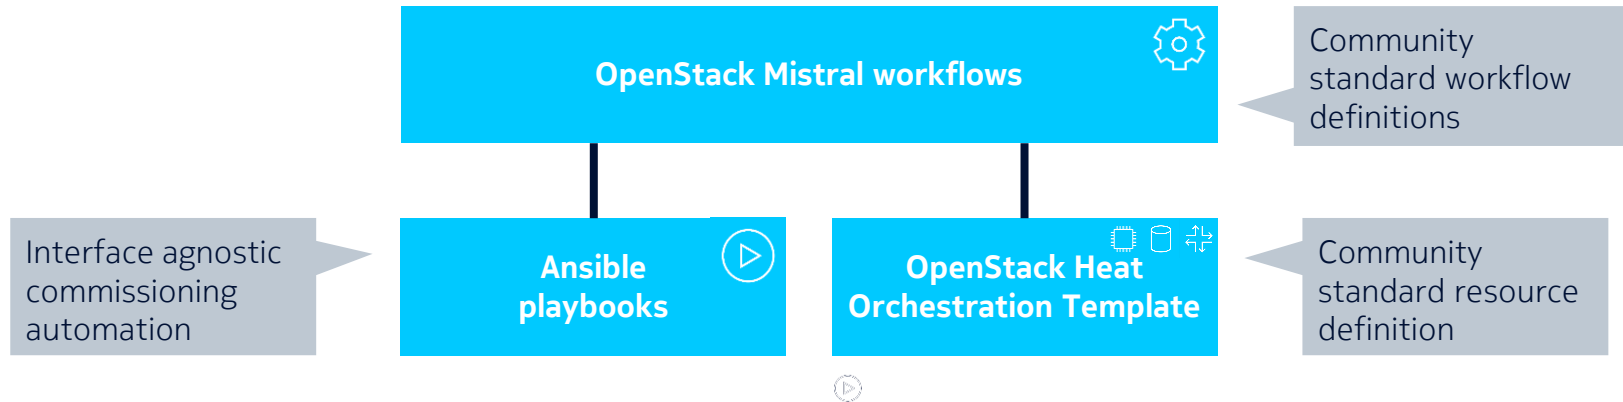 OpenStack Mistral workflows
Community
standard workflow
definitions
Interface agnostic
commissioning
automation
Ansible
playbooks
OpenStack Heat
Orchestration Template
Community
standard resource
definition